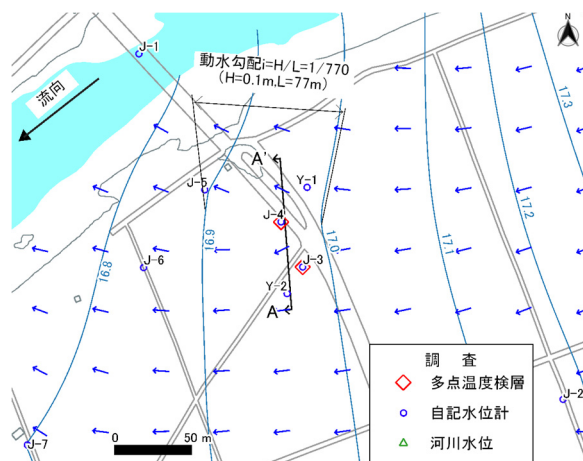 N
J-1
動水勾配i=H/L=1/770
(H=0.1m,L=77m)
流向
17.3
A'
Y-1
J-5
J-4
17.2
16.9
17.0
17.1
16.8
J-6
J-3
Y-2
A
調 査
多点温度検層
自記水位計
河川水位
J-2
J-7
0 50 m